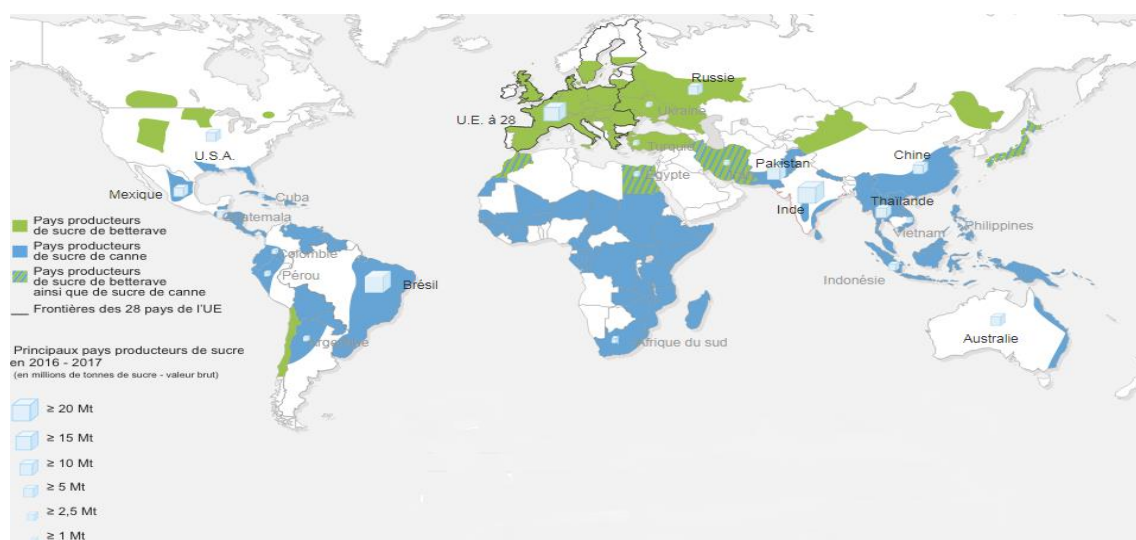 Russie
Ukraine
U.E. à 28
Turquie
U.S.A.
Pakistan
Chine
Egypte
Mexique
Cuba
Inde
Thaïlande
Guatemala
Philippines
Vietnam
Pays producteurs
de sucre de betterave
Pays producteurs
de sucre de canne
Colombie
Pays producteurs
de sucre de betterave
ainsi que de sucre de canne
Pérou
Brésil
Indonésie
Frontières des 28 pays de l'UE
Argentine
Afrique du sud
Australie
Principaux pays producteurs de sucre
en 2016 - 2017
(en millions de tonnes de sucre - valeur brut)
≥ 20 Mt
≥ 15 Mt
≥ 10 Mt
≥ 5 Mt
≥ 2,5 Mt
≥ 1 Mt